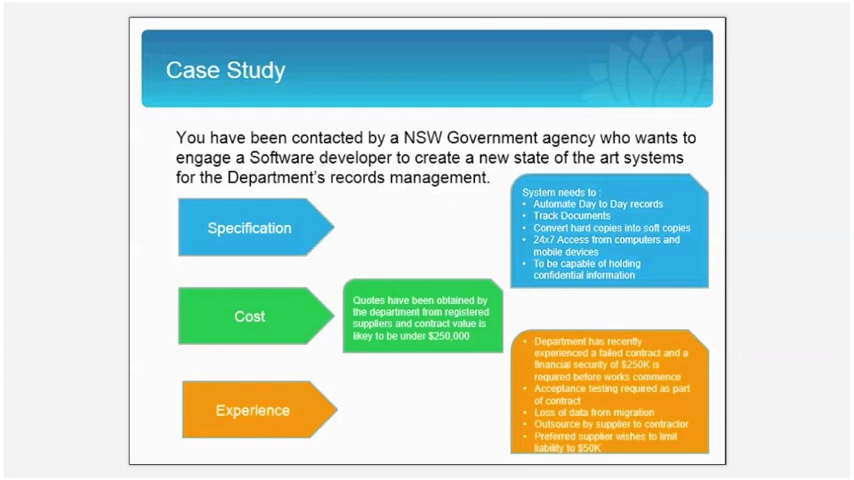 Case Study
You have been contacted by a NSW Government agency who wants to
engage a Software developer to create a new state of the art systems
for the Department's records management.
Specification
System needs to :
• Automate Day to Day records
• Track Documents
• Convert hard copies into soft copies
• 24x7 Access from computers and
mobile devices
• To be capable of holding
confidential information
Cost
Quotes have been obtained by
the department from registered
suppliers and contract value is
likely to be under $250,000
Experience
• Department has recently
experienced a failed contract and a
financial security of $250K is
required before works commence
• Acceptance testing required as part
of contract
• Loss of data from migration
• Outsource by supplier to contractor
• Preferred supplier wishes to limit
liability to $50K